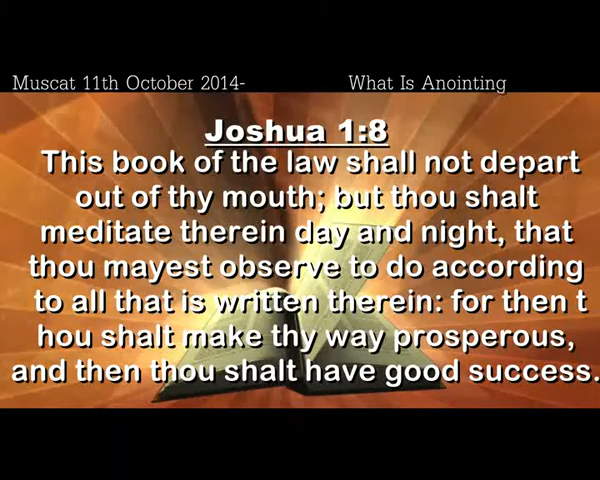 Muscat 11th October 2014- What Is Anointing
Joshua 1:8
This book of the law shall not depart
out of thy mouth; but thou shalt
meditate therein day and night, that
thou mayest observe to do according
to all that is written therein: for then t
hou shalt make thy way prosperous,
and then thou shalt have good success.